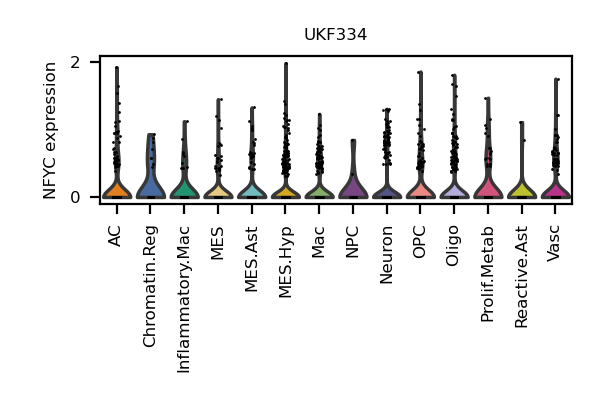 UKF334
NFYC expression
2
0
AC
Chromatin.Reg
Inflammatory.Mac
MES
MES.Ast
MES.Hyp
Mac
NPC
Neuron
OPC
Oligo
Prolif.Metab
Reactive.Ast
Vasc